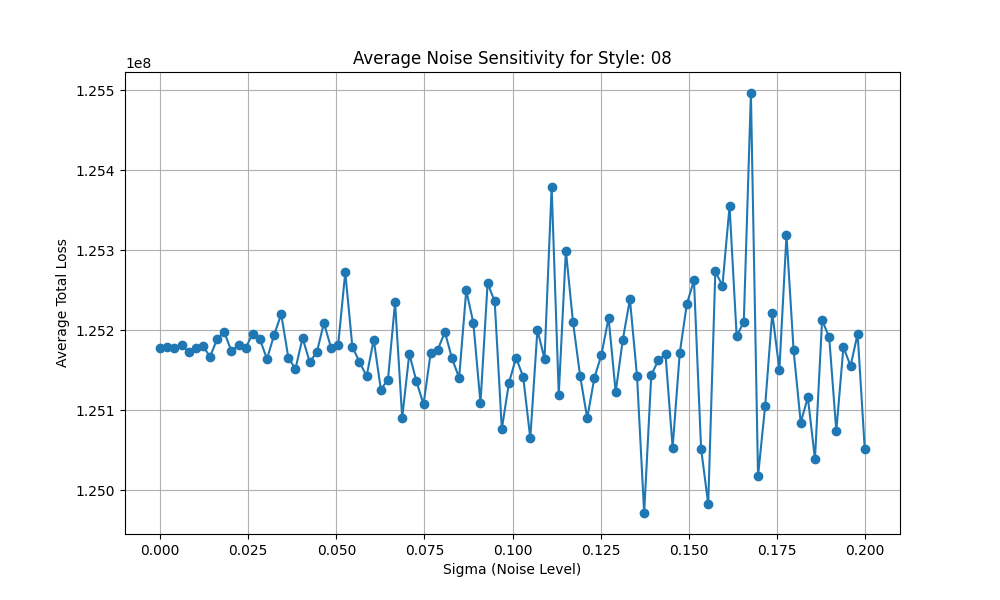 Average Noise Sensitivity for Style: 08
1e8
1.255
1.254
1.253
1.252
1.251
1.250
Average Total Loss
0.000 0.025 0.050 0.075 0.100 0.125 0.150 0.175 0.200
Sigma (Noise Level)